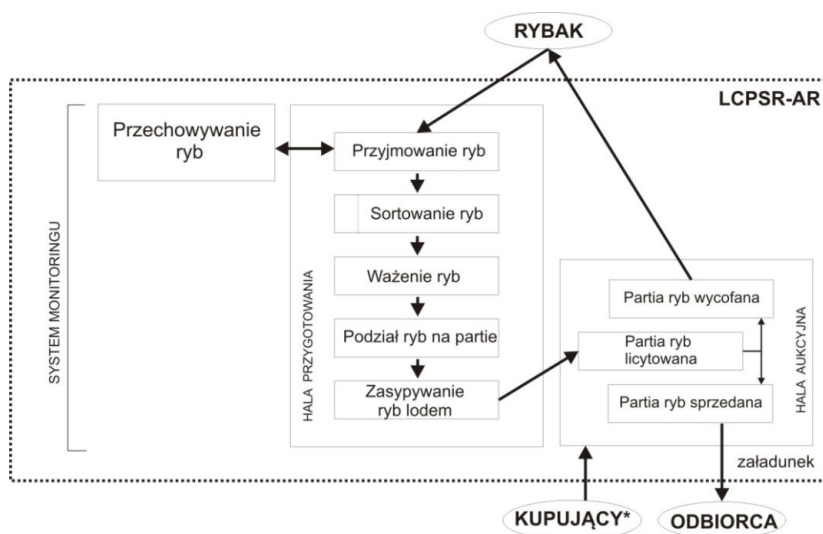 RYBAK
LCPSR-AR
SYSTEM MONITORINGU
Przechowywanie
ryb
HALA PRZYGOTOWANIA
Przyjmowanie ryb
Sortowanie ryb
Ważenie ryb
Podział ryb na partie
Zasypywanie
ryb lodem
Partia ryb wycofana
Partia ryb
licytowana
Partia ryb sprzedana
HALA AUKCYJNA
załadunek
KUPUJĄCY*
ODBIORCA